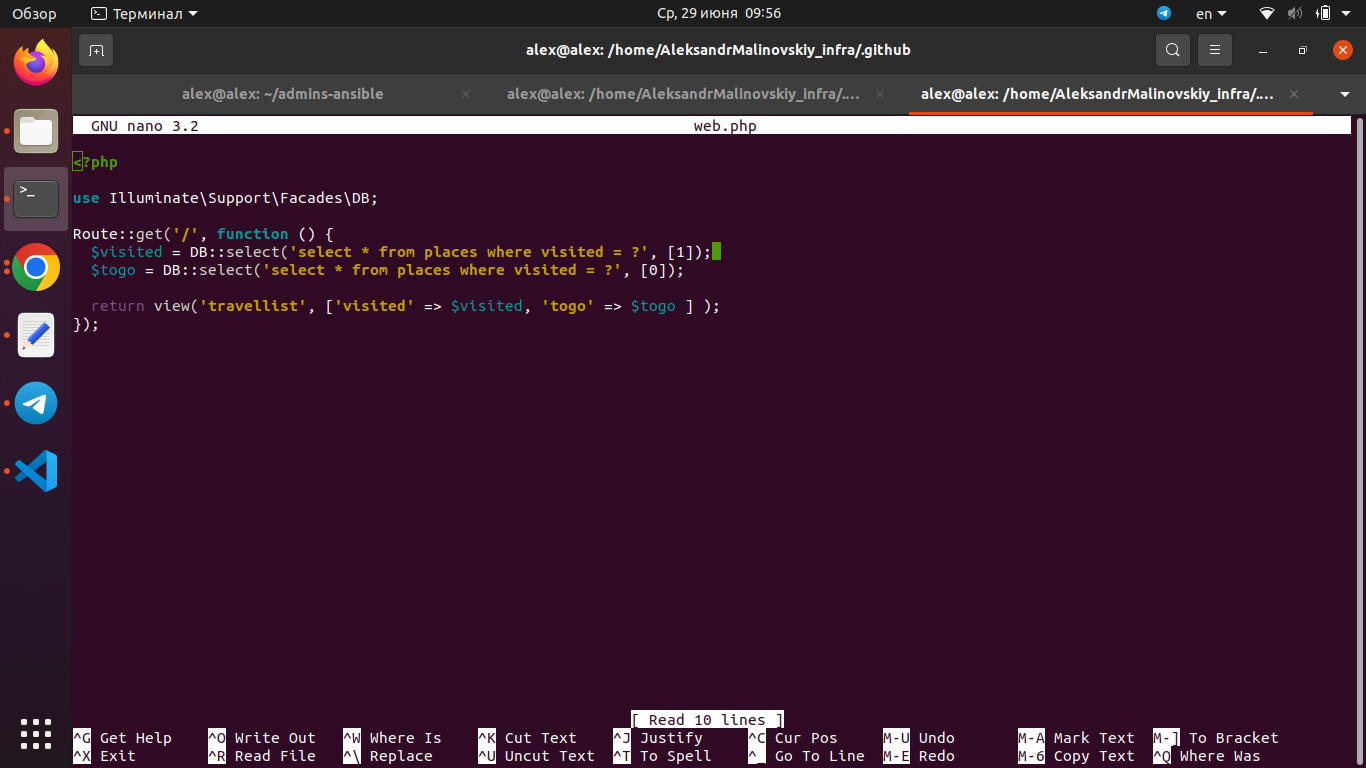 Обзор Терминал Ср, 29 июня 09:56 en
alex@alex: /home/AleksandrMalinovskiy_infra/.github
alex@alex: ~/admins-ansible alex@alex: /home/AleksandrMalinovskiy_infra/.... alex@alex: /home/AleksandrMalinovskiy_infra/....
GNU nano 3.2 web.php
<?php
use Illuminate\Support\Facades\DB;
Route::get('/', function () {
$visited = DB::select('select * from places where visited = ?', [1]);
$togo = DB::select('select * from places where visited = ?', [0]);
return view('travellist', ['visited' => $visited, 'togo' => $togo ] );
});
[ Read 10 lines ]
^G Get Help ^O Write Out ^W Where Is ^K Cut Text ^J Justify ^C Cur Pos M-U Undo M-A Mark Text M-] To Bracket
^X Exit ^R Read File ^\ Replace ^U Uncut Text ^T To Spell ^_ Go To Line M-E Redo M-6 Copy Text ^Q Where Was